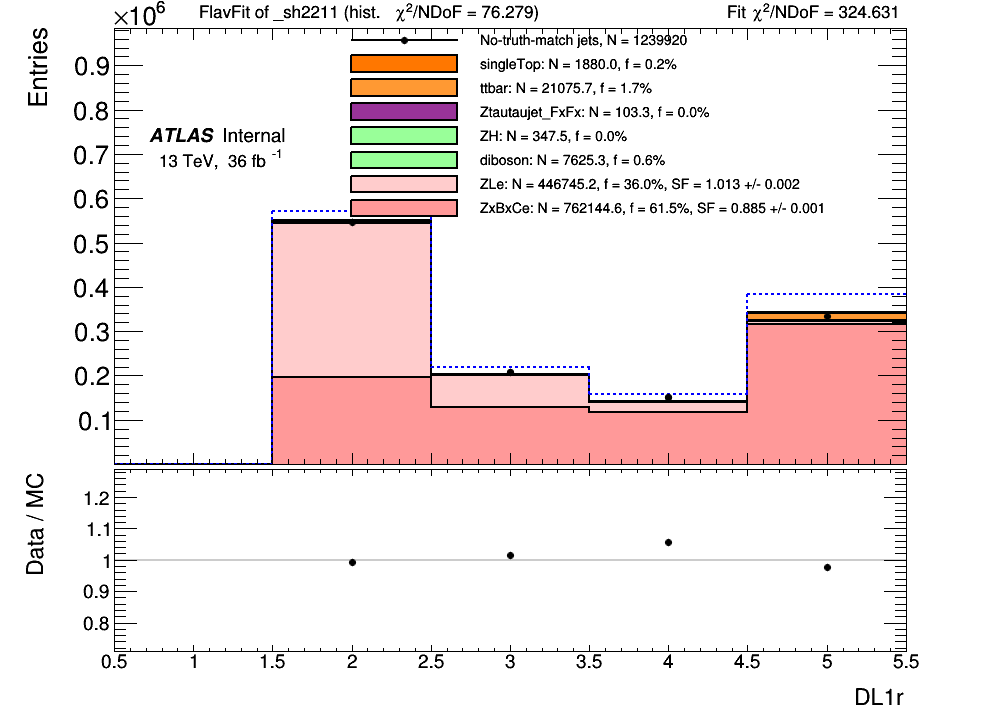 ×10⁶ FlavFit of _sh2211 (hist. χ²/NDoF = 76.279) Fit χ²/NDoF = 324.631
Entries
No-truth-match jets, N = 1239920
singleTop: N = 1880.0, f = 0.2%
ttbar: N = 21075.7, f = 1.7%
Ztautaujet_FxFx: N = 103.3, f = 0.0%
ZH: N = 347.5, f = 0.0%
diboson: N = 7625.3, f = 0.6%
ZLe: N = 446745.2, f = 36.0%, SF = 1.013 +/- 0.002
ZxBxCe: N = 762144.6, f = 61.5%, SF = 0.885 +/- 0.001
ATLAS Internal
13 TeV, 36 fb⁻¹
0.9
0.8
0.7
0.6
0.5
0.4
0.3
0.2
0.1
Data / MC
1.2
1.1
1
0.9
0.8
0.5 1 1.5 2 2.5 3 3.5 4 4.5 5 5.5
DL1r